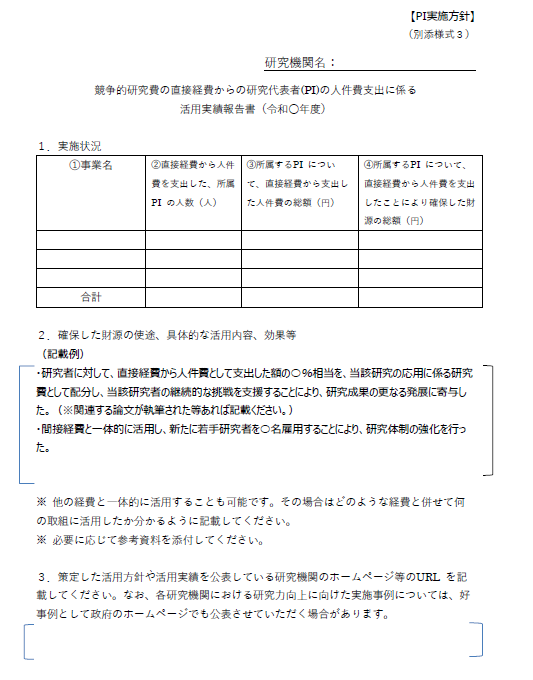 【PI実施方針】
（別添様式３）
研究機関名：
競争的研究費の直接経費からの研究代表者(PI)の人件費支出に係る
活用実績報告書（令和〇年度）
１．実施状況
①事業名
②直接経費から人件
費を支出した、所属
PI の人数（人）
③所属するPI につい
て、直接経費から支出し
た人件費の総額（円）
④所属するPI について、
直接経費から人件費を支出
したことにより確保した財
源の総額（円）
合計
２．確保した財源の使途、具体的な活用内容、効果等
（記載例）
・研究者に対して、直接経費から人件費として支出した額の〇％相当を、当該研究の応用に係る研究
費として配分し、当該研究者の継続的な挑戦を支援することにより、研究成果の更なる発展に寄与し
た。（※関連する論文が執筆された等あれば記載ください。）
・間接経費と一体的に活用し、新たに若手研究者を〇名雇用することにより、研究体制の強化を行っ
た。
※ 他の経費と一体的に活用することも可能です。その場合はどのような経費と併せて何
の取組に活用したか分かるように記載してください。
※ 必要に応じて参考資料を添付してください。
３．策定した活用方針や活用実績を公表している研究機関のホームページ等のURL を記
載してください。なお、各研究機関における研究力向上に向けた実施事例については、好
事例として政府のホームページでも公表させていただく場合があります。